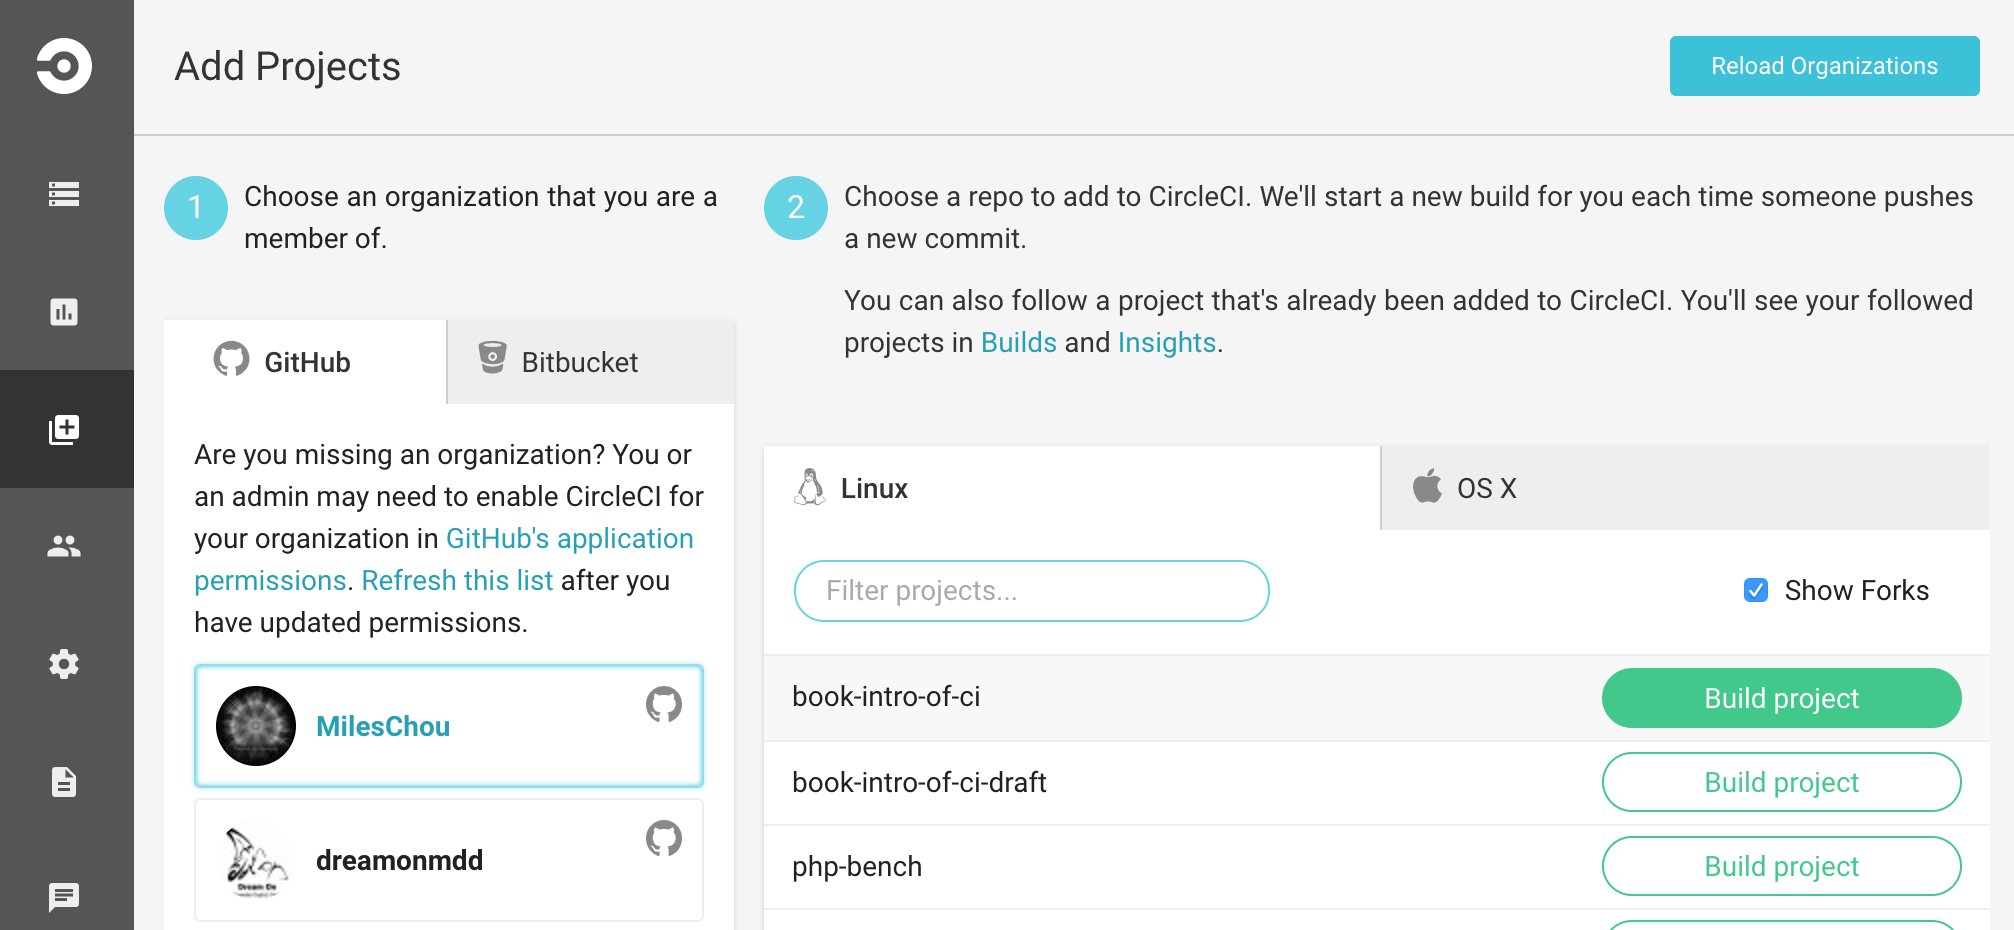 Add Projects
Reload Organizations
1
Choose an organization that you are a
member of.
2
Choose a repo to add to CircleCI. We'll start a new build for you each time someone pushes
a new commit.
You can also follow a project that's already been added to CircleCI. You'll see your followed
projects in Builds and Insights.
GitHub
Bitbucket
Are you missing an organization? You or
an admin may need to enable CircleCI for
your organization in GitHub's application
permissions. Refresh this list after you
have updated permissions.
MilesChou
dreamonmdd
Linux
OS X
Filter projects...
Show Forks
book-intro-of-ci
Build project
book-intro-of-ci-draft
Build project
php-bench
Build project